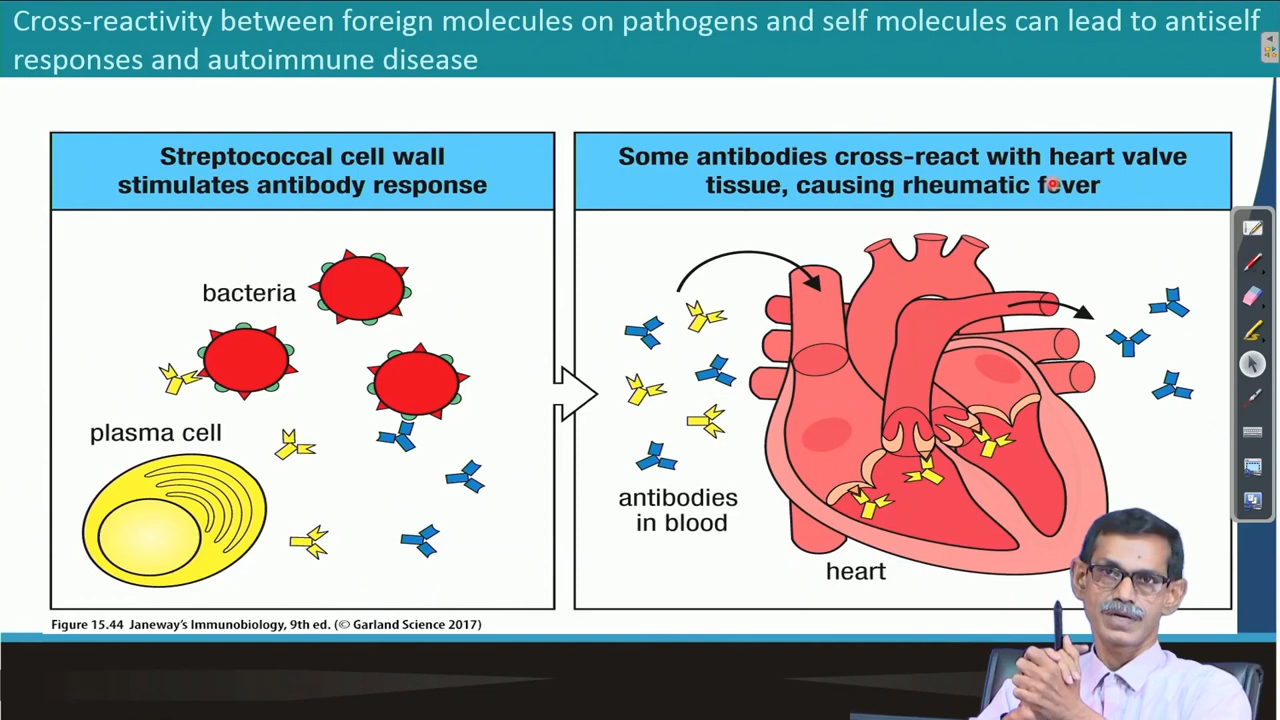 Cross-reactivity between foreign molecules on pathogens and self molecules can lead to antiself
responses and autoimmune disease
Streptococcal cell wall
stimulates antibody response
bacteria
plasma cell
Some antibodies cross-react with heart valve
tissue, causing rheumatic fever
antibodies
in blood
heart
Figure 15.44 Janeway's Immunobiology, 9th ed. (© Garland Science 2017)